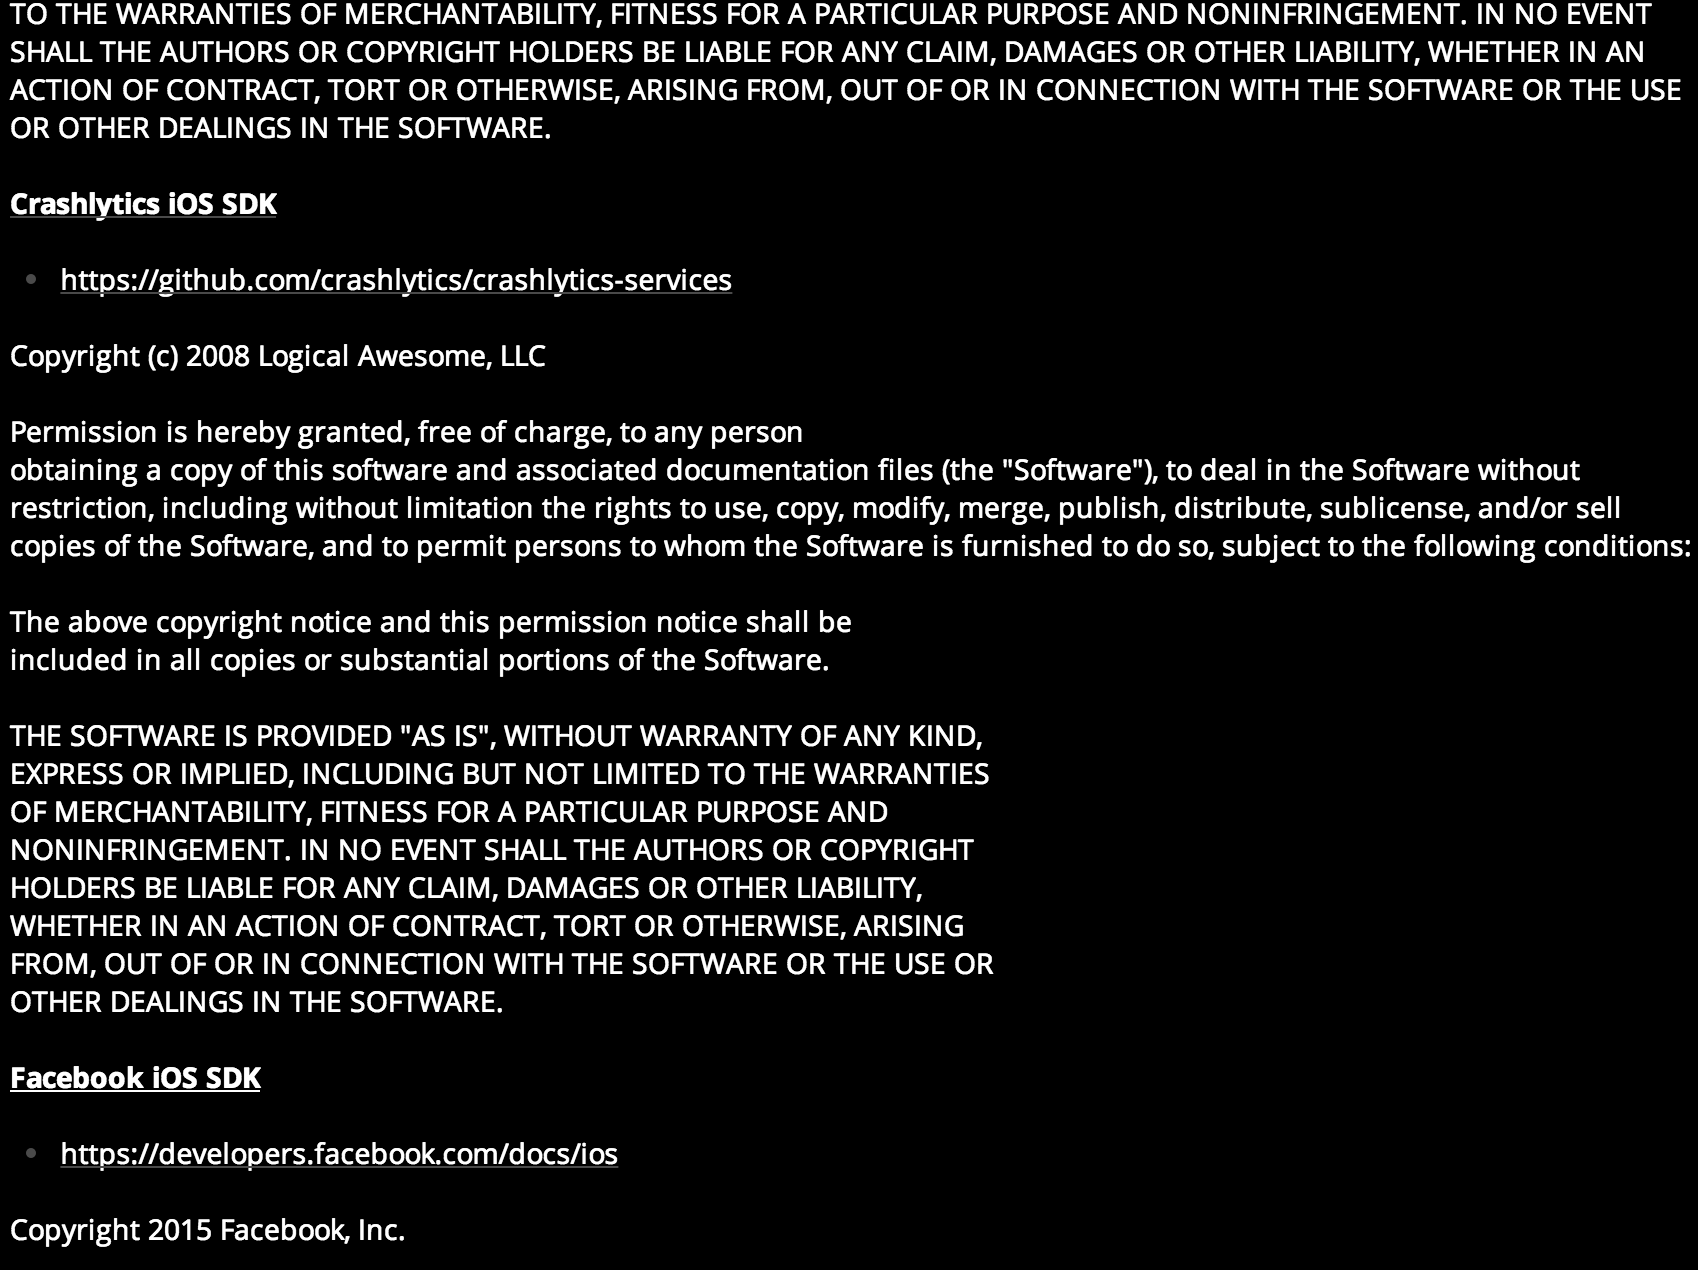 TO THE WARRANTIES OF MERCHANTABILITY, FITNESS FOR A PARTICULAR PURPOSE AND NONINFRINGEMENT. IN NO EVENT
SHALL THE AUTHORS OR COPYRIGHT HOLDERS BE LIABLE FOR ANY CLAIM, DAMAGES OR OTHER LIABILITY, WHETHER IN AN
ACTION OF CONTRACT, TORT OR OTHERWISE, ARISING FROM, OUT OF OR IN CONNECTION WITH THE SOFTWARE OR THE USE
OR OTHER DEALINGS IN THE SOFTWARE.
Crashlytics iOS SDK
https://github.com/crashlytics/crashlytics-services
Copyright (c) 2008 Logical Awesome, LLC
Permission is hereby granted, free of charge, to any person
obtaining a copy of this software and associated documentation files (the "Software"), to deal in the Software without
restriction, including without limitation the rights to use, copy, modify, merge, publish, distribute, sublicense, and/or sell
copies of the Software, and to permit persons to whom the Software is furnished to do so, subject to the following conditions:
The above copyright notice and this permission notice shall be
included in all copies or substantial portions of the Software.
THE SOFTWARE IS PROVIDED "AS IS", WITHOUT WARRANTY OF ANY KIND,
EXPRESS OR IMPLIED, INCLUDING BUT NOT LIMITED TO THE WARRANTIES
OF MERCHANTABILITY, FITNESS FOR A PARTICULAR PURPOSE AND
NONINFRINGEMENT. IN NO EVENT SHALL THE AUTHORS OR COPYRIGHT
HOLDERS BE LIABLE FOR ANY CLAIM, DAMAGES OR OTHER LIABILITY,
WHETHER IN AN ACTION OF CONTRACT, TORT OR OTHERWISE, ARISING
FROM, OUT OF OR IN CONNECTION WITH THE SOFTWARE OR THE USE OR
OTHER DEALINGS IN THE SOFTWARE.
Facebook iOS SDK
https://developers.facebook.com/docs/ios
Copyright 2015 Facebook, Inc.